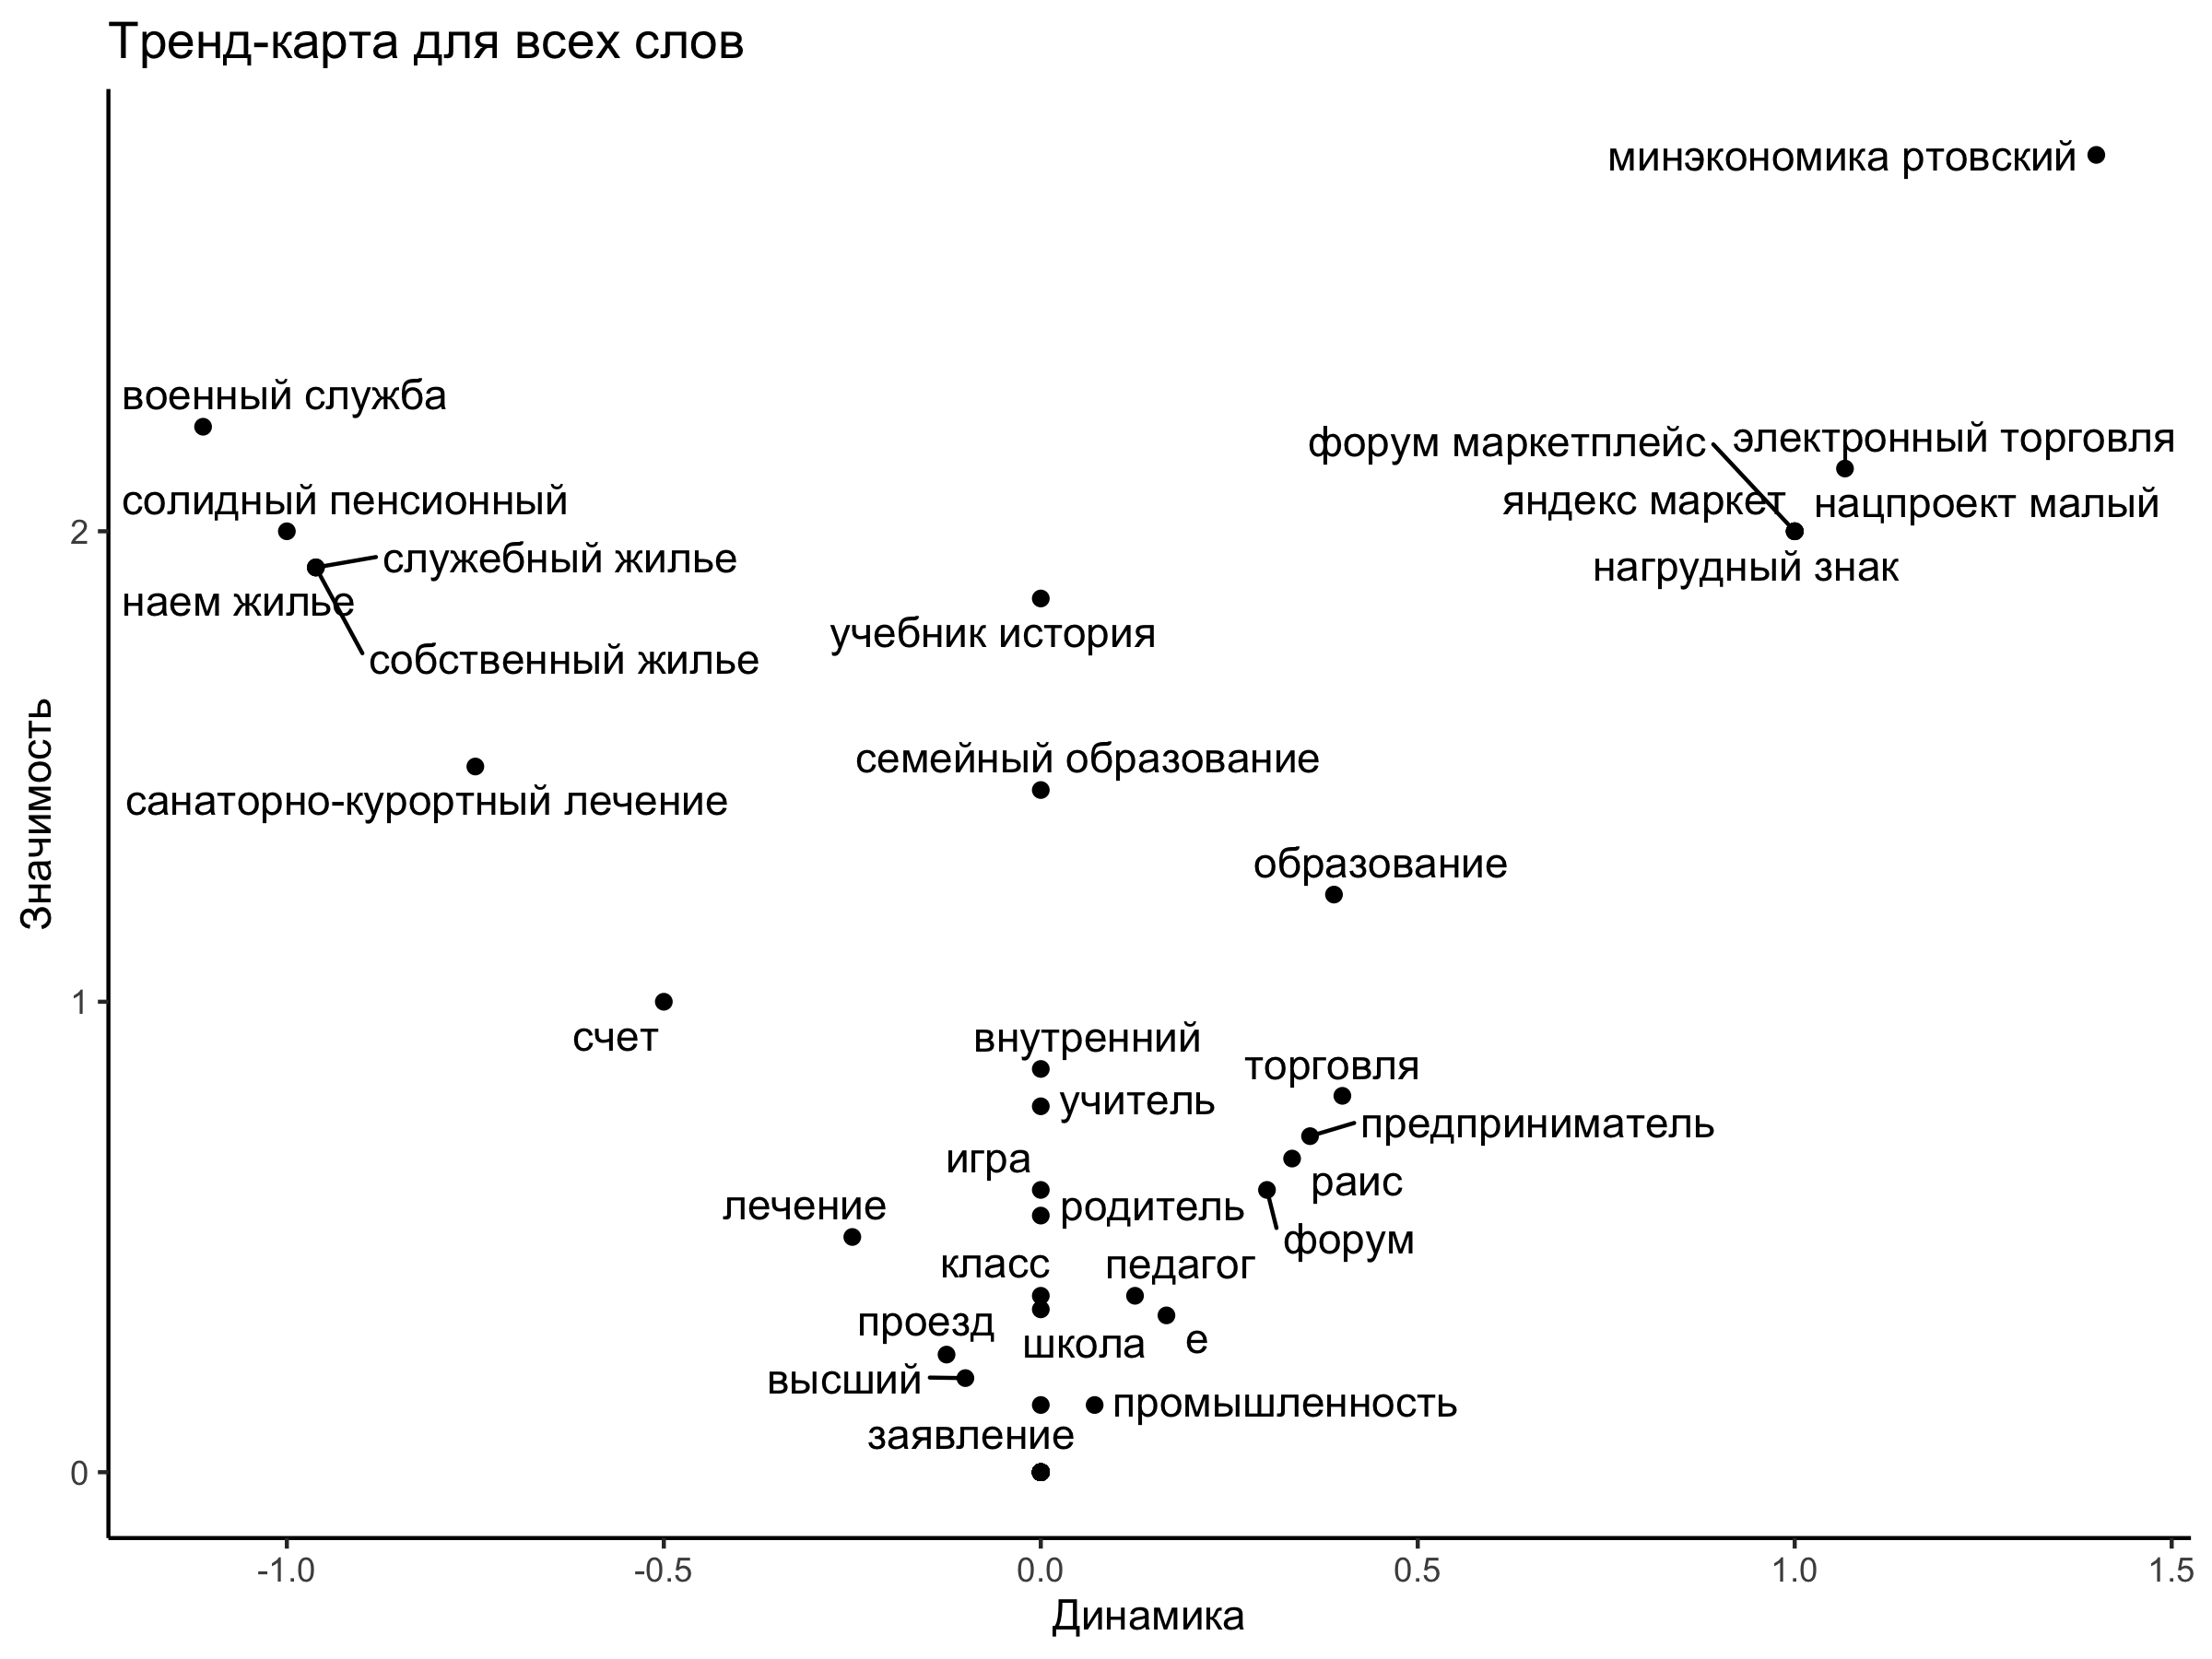 Тренд-карта для всех слов
минэкономика ртовский
военный служба
форум маркетплейс
электронный торговля
солидный пенсионный
яндекс маркет
нацпроект малый
2
служебный жилье
нагрудный знак
наем жилье
учебник история
собственный жилье
Значимость
семейный образование
санаторно-курортный лечение
образование
1
счет
внутренний
торговля
учитель
предприниматель
игра
раис
лечение
родитель
форум
класс
педагог
проезд
школа
е
высший
промышленность
заявление
0
-1.0
-0.5
0.0
0.5
1.0
1.5
Динамика